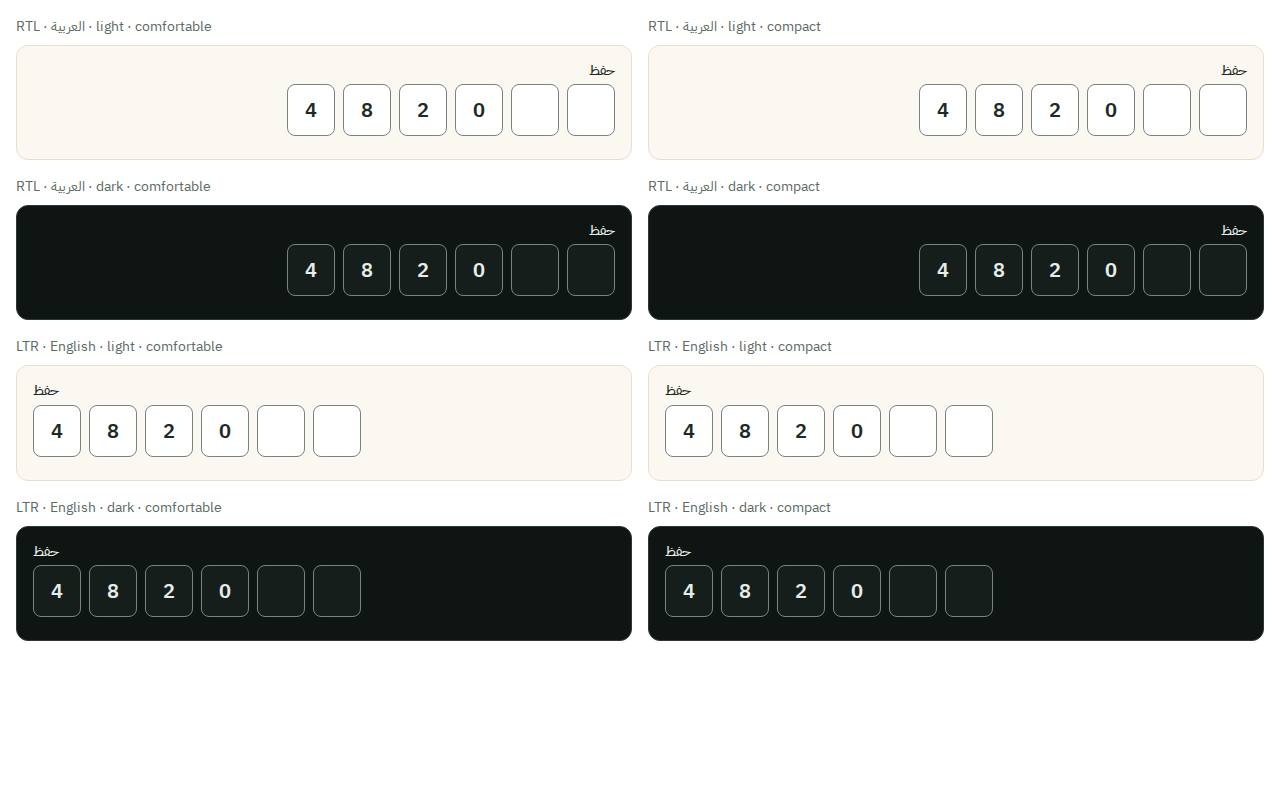 RTL · العربية · light · comfortable
حفظ
4 8 2 0
RTL · العربية · light · compact
حفظ
4 8 2 0
RTL · العربية · dark · comfortable
حفظ
4 8 2 0
RTL · العربية · dark · compact
حفظ
4 8 2 0
LTR · English · light · comfortable
حفظ
4 8 2 0
LTR · English · light · compact
حفظ
4 8 2 0
LTR · English · dark · comfortable
حفظ
4 8 2 0
LTR · English · dark · compact
حفظ
4 8 2 0